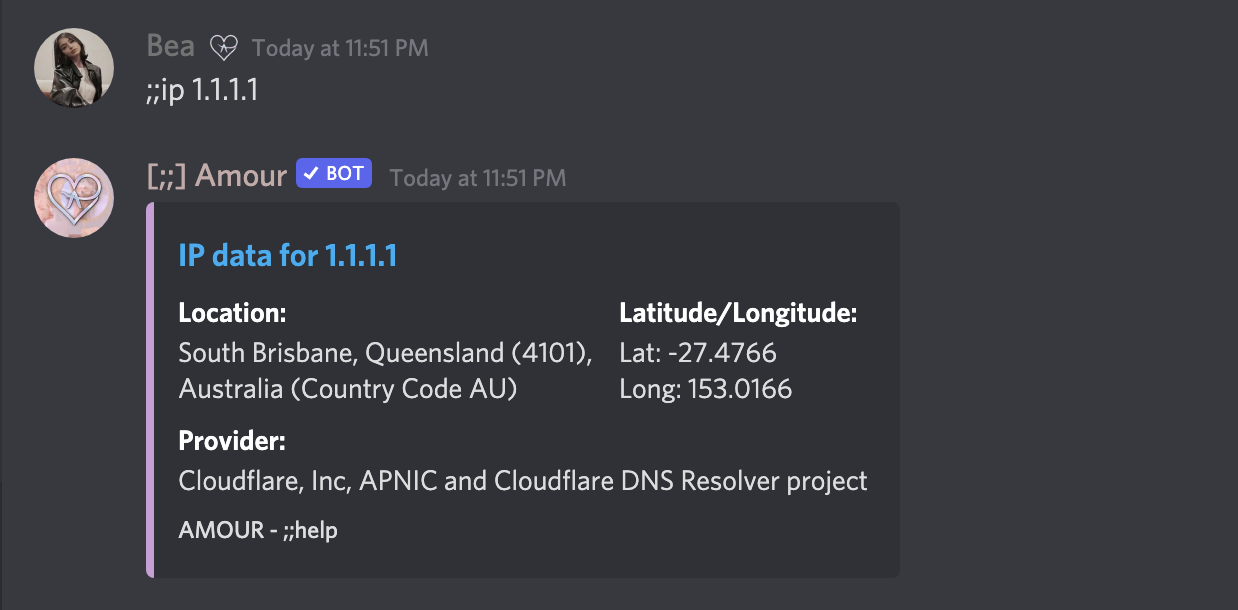 Bea Today at 11:51 PM
;;ip 1.1.1.1
[;;] Amour BOT Today at 11:51 PM
IP data for 1.1.1.1
Location: Latitude/Longitude:
South Brisbane, Queensland (4101), Lat: -27.4766
Australia (Country Code AU) Long: 153.0166
Provider:
Cloudflare, Inc, APNIC and Cloudflare DNS Resolver project
AMOUR - ;;help